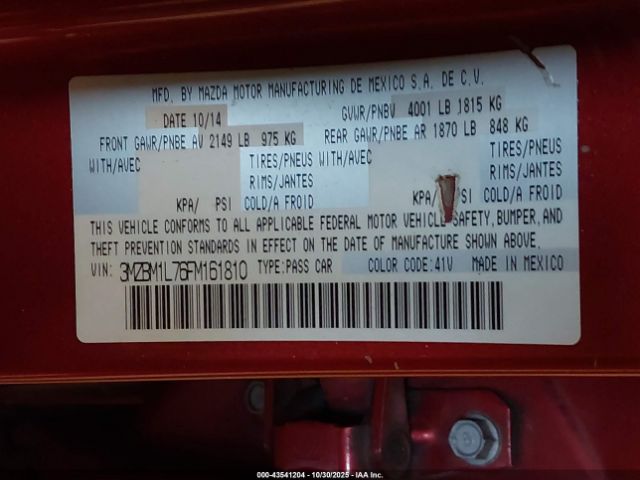 MFD. BY MAZDA MOTOR MANUFACTURING DE MEXICO S.A. DE C.V.
DATE 10/14 GVWR/PNBV 4001 LB 1815 KG
FRONT GAWR/PNBE AV 2149 LB 975 KG REAR GAWR/PNBE AR 1870 LB 848 KG
WITH/AVEC TIRES/PNEUS WITH/AVEC TIRES/PNEUS
RIMS/JANTES RIMS/JANTES
KPA/ PSI COLD/A FROID KPA/ PSI COLD/A FROID
THIS VEHICLE CONFORMS TO ALL APPLICABLE FEDERAL MOTOR VEHICLE SAFETY, BUMPER, AND
THEFT PREVENTION STANDARDS IN EFFECT ON THE DATE OF MANUFACTURE SHOWN ABOVE.
VIN: 3MZBM1L76FM161810 TYPE:PASS CAR COLOR CODE:41V MADE IN MEXICO
000-43541204 - 10/30/2025 - IAA Inc.